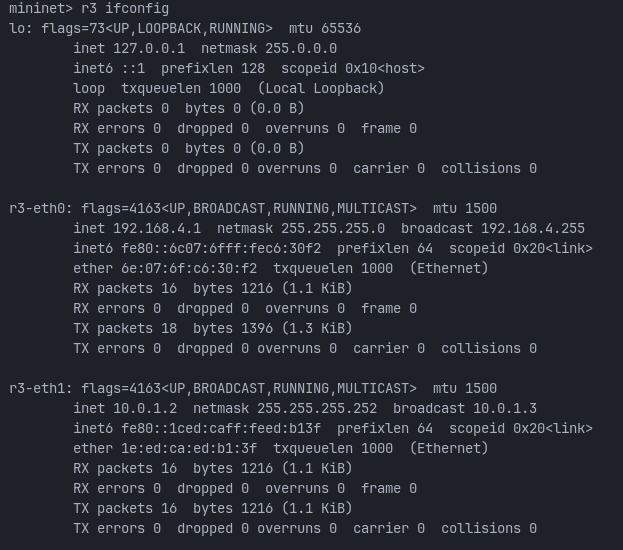 mininet> r3 ifconfig
lo: flags=73<UP,LOOPBACK,RUNNING>  mtu 65536
        inet 127.0.0.1  netmask 255.0.0.0
        inet6 ::1  prefixlen 128  scopeid 0x10<host>
        loop  txqueuelen 1000  (Local Loopback)
        RX packets 0  bytes 0 (0.0 B)
        RX errors 0  dropped 0  overruns 0  frame 0
        TX packets 0  bytes 0 (0.0 B)
        TX errors 0  dropped 0 overruns 0  carrier 0  collisions 0

r3-eth0: flags=4163<UP,BROADCAST,RUNNING,MULTICAST>  mtu 1500
        inet 192.168.4.1  netmask 255.255.255.0  broadcast 192.168.4.255
        inet6 fe80::6c07:6fff:fec6:30f2  prefixlen 64  scopeid 0x20<link>
        ether 6e:07:6f:c6:30:f2  txqueuelen 1000  (Ethernet)
        RX packets 16  bytes 1216 (1.1 KiB)
        RX errors 0  dropped 0  overruns 0  frame 0
        TX packets 18  bytes 1396 (1.3 KiB)
        TX errors 0  dropped 0 overruns 0  carrier 0  collisions 0

r3-eth1: flags=4163<UP,BROADCAST,RUNNING,MULTICAST>  mtu 1500
        inet 10.0.1.2  netmask 255.255.255.252  broadcast 10.0.1.3
        inet6 fe80::1ced:caff:feed:b13f  prefixlen 64  scopeid 0x20<link>
        ether 1e:ed:ca:ed:b1:3f  txqueuelen 1000  (Ethernet)
        RX packets 16  bytes 1216 (1.1 KiB)
        RX errors 0  dropped 0  overruns 0  frame 0
        TX packets 16  bytes 1216 (1.1 KiB)
        TX errors 0  dropped 0 overruns 0  carrier 0  collisions 0